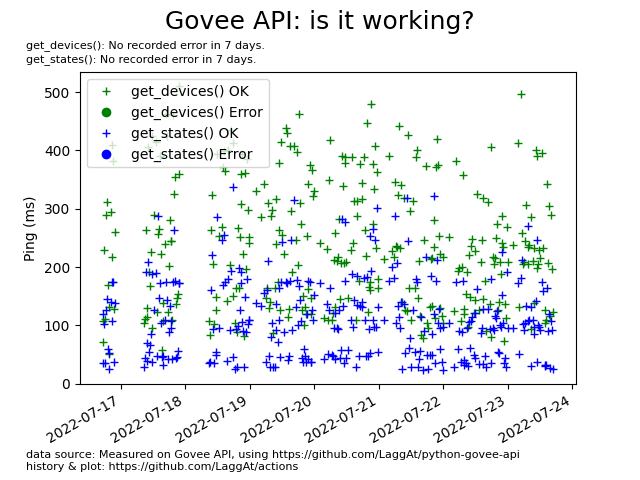 Govee API: is it working?
get_devices(): No recorded error in 7 days.
get_states(): No recorded error in 7 days.
get_devices() OK
get_devices() Error
get_states() OK
get_states() Error
Ping (ms)
500
400
300
200
100
0
2022-07-17
2022-07-18
2022-07-19
2022-07-20
2022-07-21
2022-07-22
2022-07-23
2022-07-24
data source: Measured on Govee API, using https://github.com/LaggAt/python-govee-api
history & plot: https://github.com/LaggAt/actions